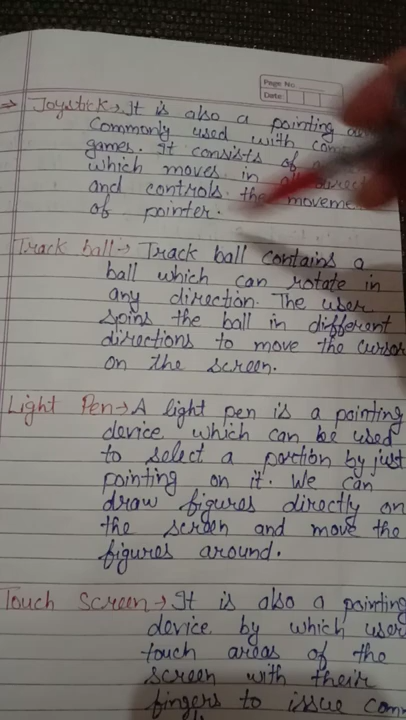 Page No.
Date:
⇒ Joystick → It is also a pointing
Commonly used with
games. It consists of
which moves in
and controls the
of pointer.
Track ball → Track ball contains a
ball which can rotate in
any direction. The user
spins the ball in different
directions to move the cursor
on the screen.
Light Pen → A light pen is a pointing
device which can be used
to select a portion by just
pointing on it. We can
draw figures directly on
the screen and move the
figures around.
Touch Screen → It is also a pointing
device by which user
touch areas of the
screen with their
fingers to issue